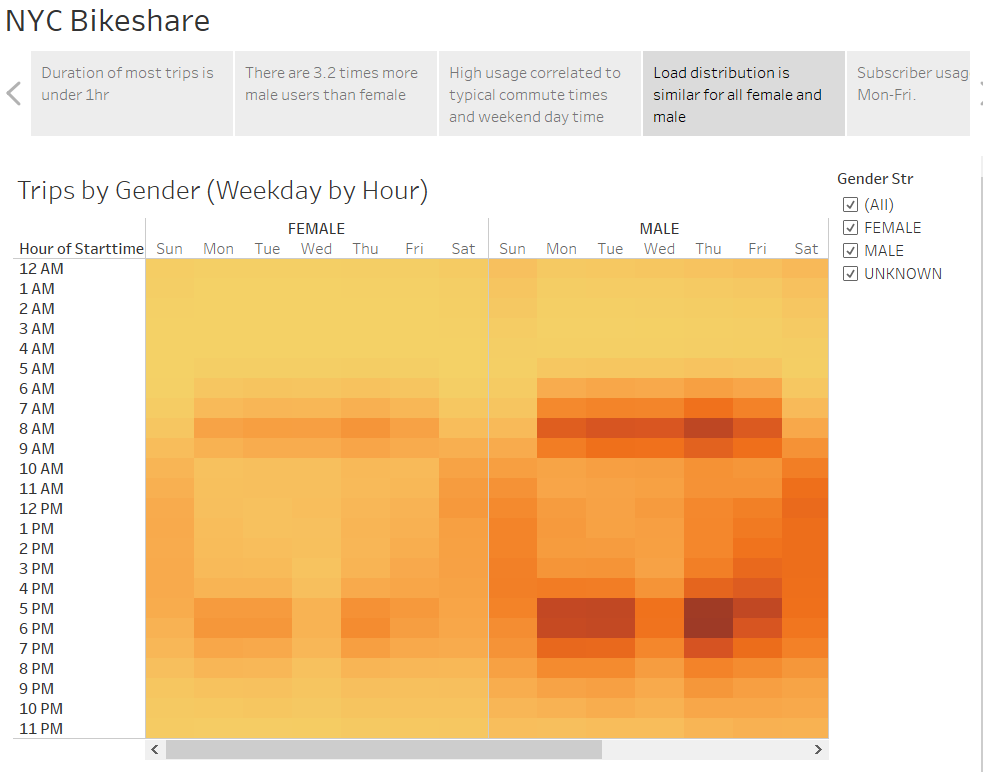 NYC Bikeshare
Duration of most trips is
under 1hr
There are 3.2 times more
male users than female
High usage correlated to
typical commute times
and weekend day time
Load distribution is
similar for all female and
male
Subscriber usag
Mon-Fri.
Trips by Gender (Weekday by Hour)
FEMALE MALE
Hour of Starttime Sun Mon Tue Wed Thu Fri Sat Sun Mon Tue Wed Thu Fri Sat
12 AM
1 AM
2 AM
3 AM
4 AM
5 AM
6 AM
7 AM
8 AM
9 AM
10 AM
11 AM
12 PM
1 PM
2 PM
3 PM
4 PM
5 PM
6 PM
7 PM
8 PM
9 PM
10 PM
11 PM
Gender Str
(All)
FEMALE
MALE
UNKNOWN